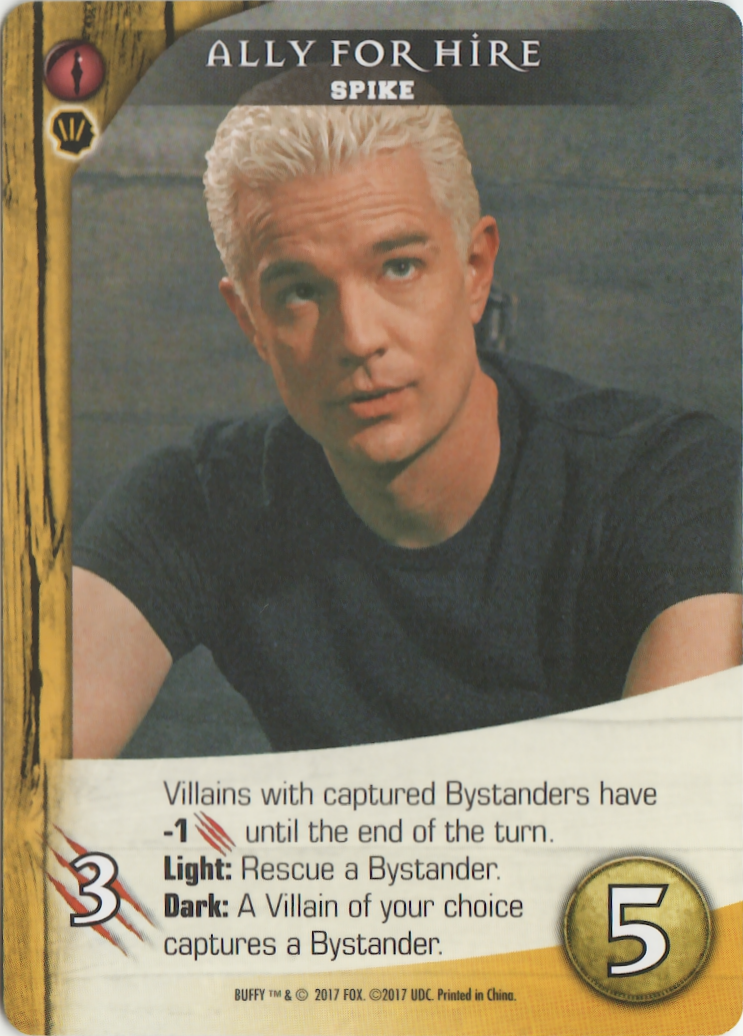 ALLY FOR HIRE
SPIKE
Villains with captured Bystanders have
-1 until the end of the turn.
Light: Rescue a Bystander.
Dark: A Villain of your choice
captures a Bystander.
3
5
BUFFY ™ & © 2017 FOX. ©2017 UDC. Printed in China.